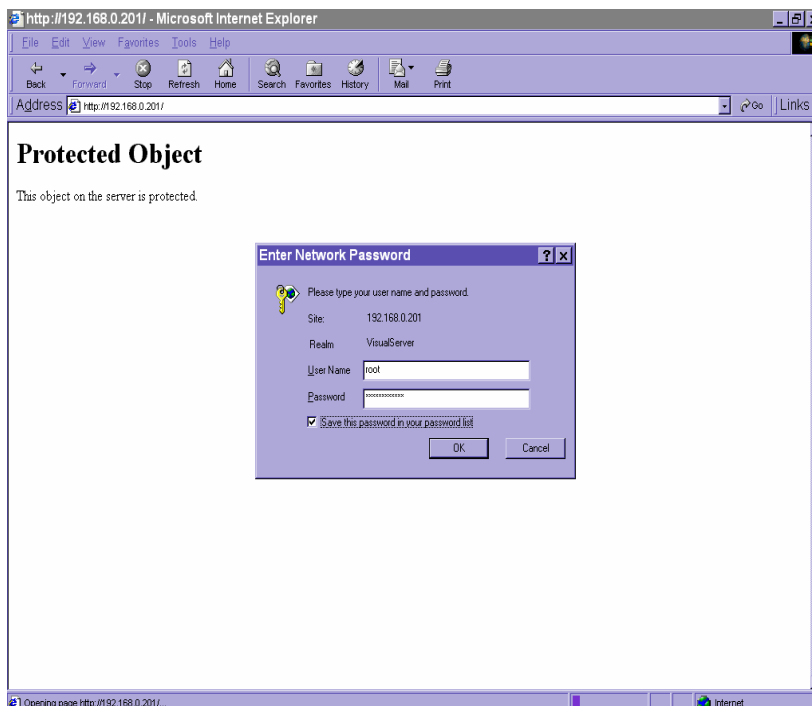 http://192.168.0.201/ - Microsoft Internet Explorer
File Edit View Favorites Tools Help
Back Forward Stop Refresh Home Search Favorites History Mail Print
Address http://192.168.0.201/ Go Links
Protected Object
This object on the server is protected.
Enter Network Password
Please type your user name and password.
Site: 192.168.0.201
Realm VisualServer
User Name root
Password xxxxxxxxxxxx
Save this password in your password list
OK Cancel
Opening page http://192.168.0.201/... Internet